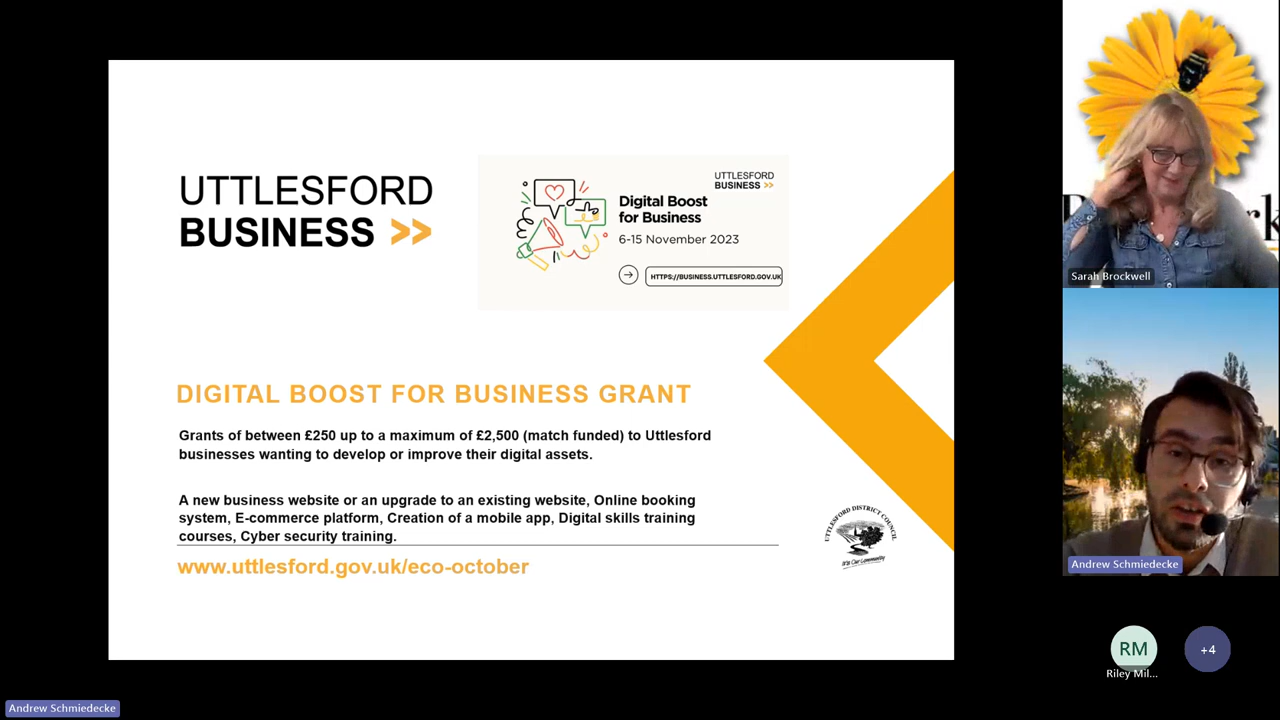 UTTLESFORD
BUSINESS >>
UTTLESFORD
BUSINESS >>
Digital Boost
for Business
6-15 November 2023
HTTPS://BUSINESS.UTTLESFORD.GOV.UK
DIGITAL BOOST FOR BUSINESS GRANT
Grants of between £250 up to a maximum of £2,500 (match funded) to Uttlesford
businesses wanting to develop or improve their digital assets.
A new business website or an upgrade to an existing website, Online booking
system, E-commerce platform, Creation of a mobile app, Digital skills training
courses, Cyber security training.
www.uttlesford.gov.uk/eco-october
UTTLESFORD DISTRICT COUNCIL
Sarah Brockwell
Andrew Schmiedecke
RM
+4
Riley Mil...
Andrew Schmiedecke